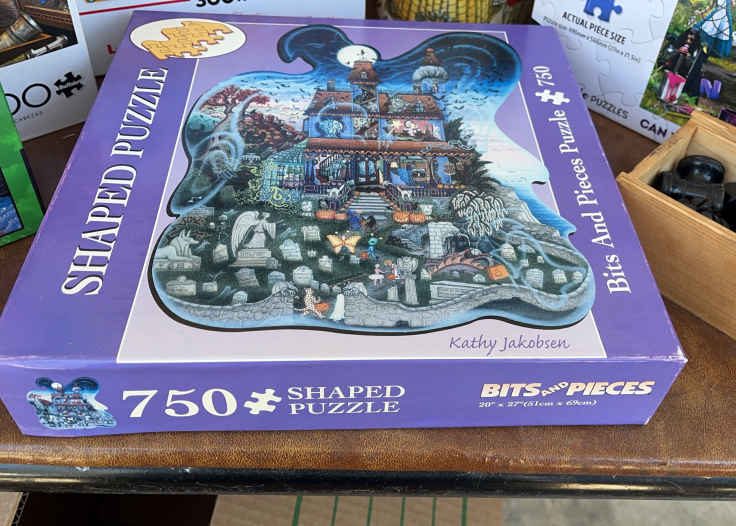 300
ACTUAL PIECE SIZE
PUZZLES
CAN
00
SHAPED PUZZLE
750
Bits And Pieces Puzzle
Kathy Jakobsen
750 SHAPED
PUZZLE
BITS AND PIECES
20" x 27"(51cm x 69cm)